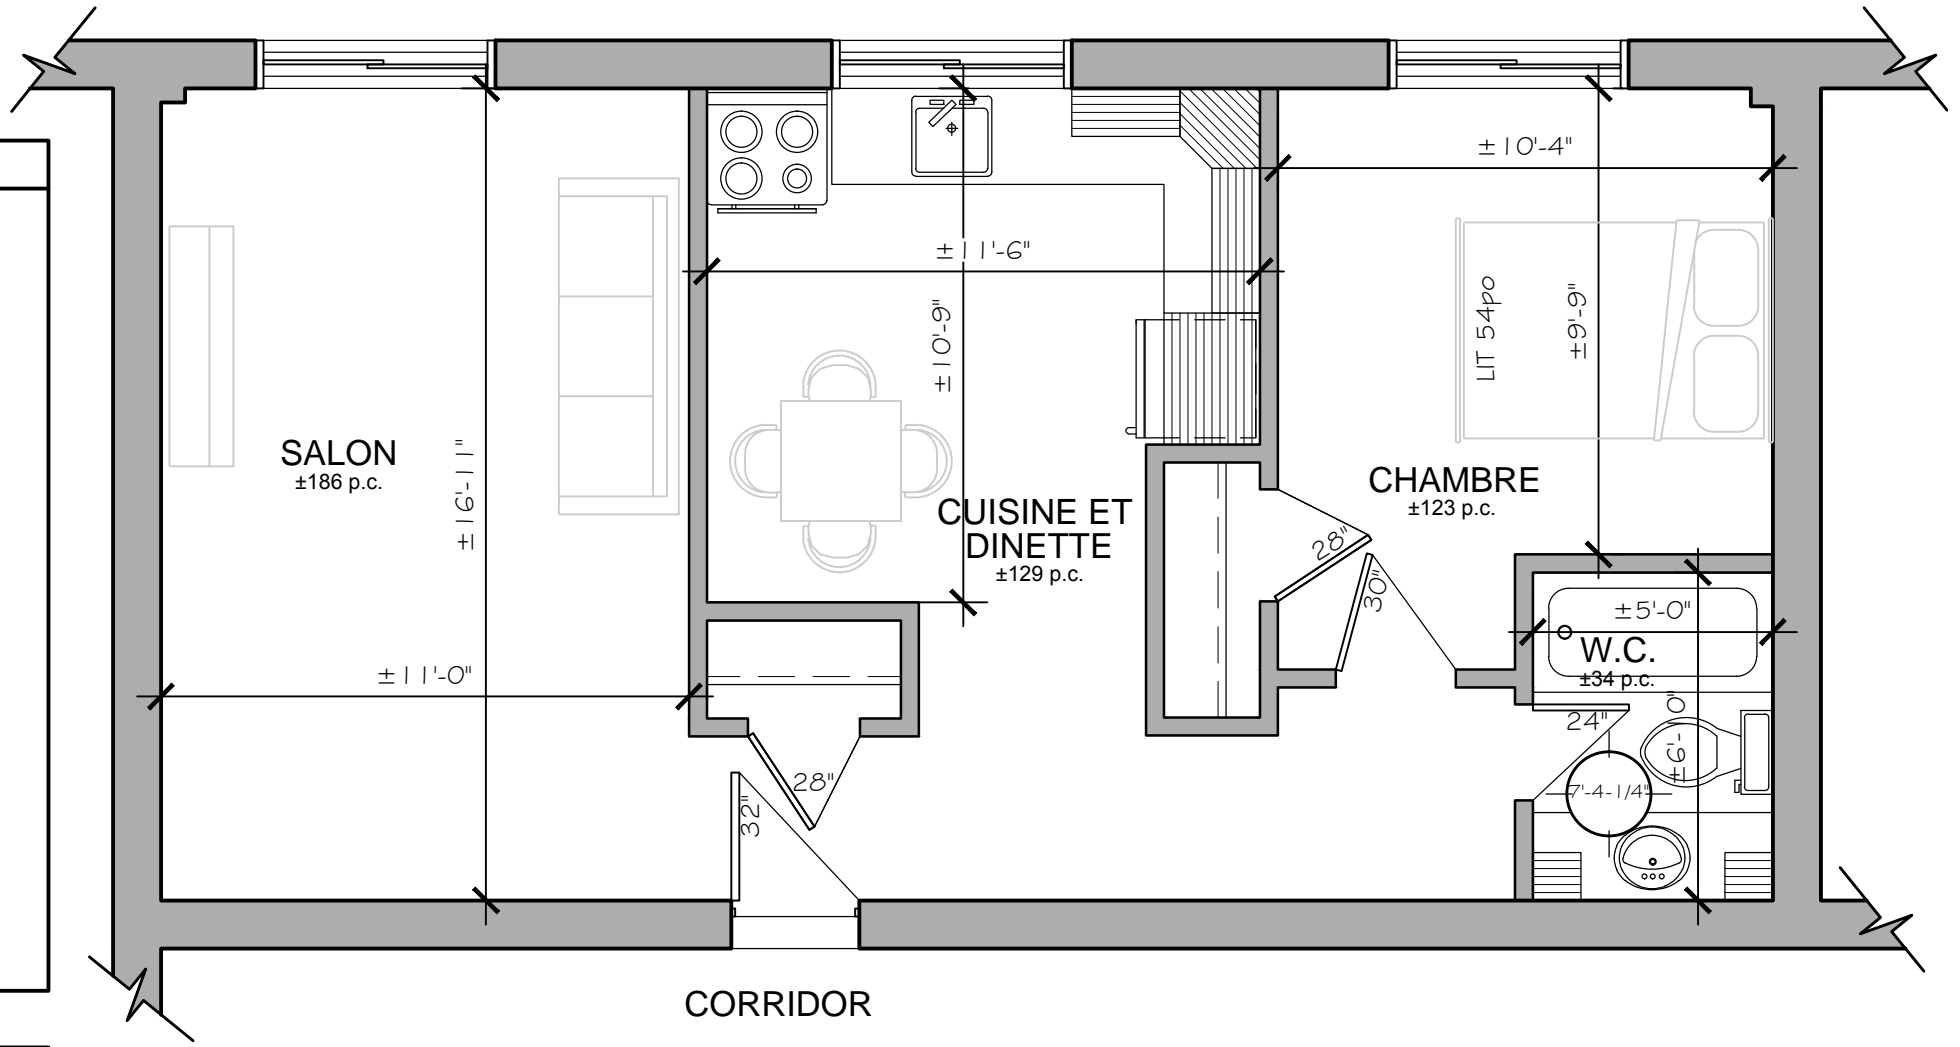 ±10'-4"
±11'-6"
LIT 54po
±9'-9"
±10'-9"
SALON
±186 p.c.
±16'-11"
CHAMBRE
±123 p.c.
CUISINE ET
DINETTE
±129 p.c.
28"
30"
±5'-0"
W.C.
±34 p.c.
±11'-0"
24"
±6'-10"
28"
32"
7'-4-1/4"
CORRIDOR